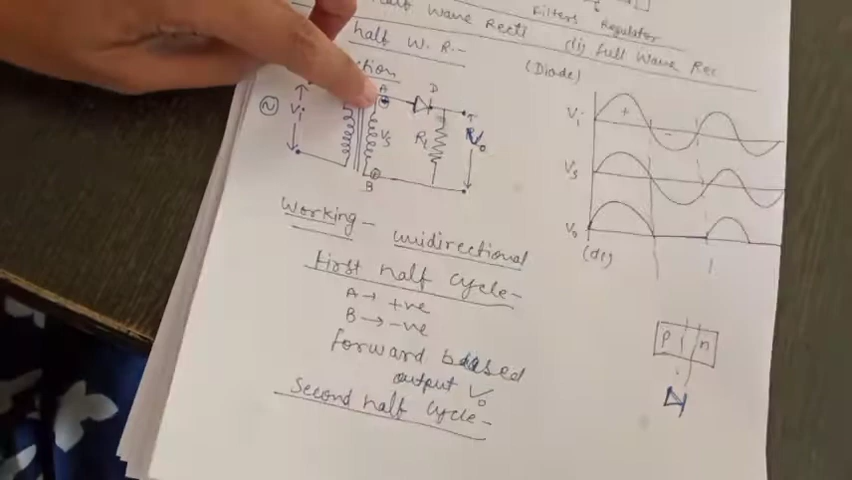 Filters Regulator
half Wave Recti (ii) full Wave Rec
half W. R.-
(Diode)
A
D
Vi
Vs
RL
Vo
B
Vi
+
-
Vs
Vo
(dc)
Working - unidirectional
first half cycle-
A → +ve
B → -ve
forward biased
output Vo
Second half cycle-
p n